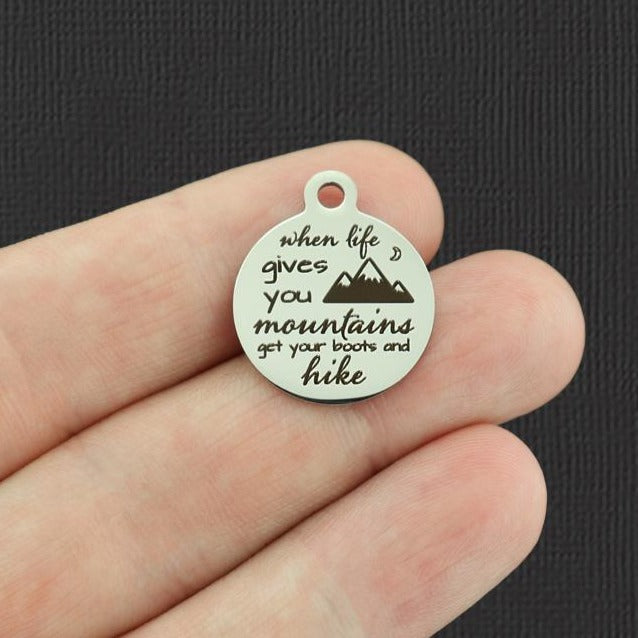 when life
gives
you
mountains
get your boots and
hike